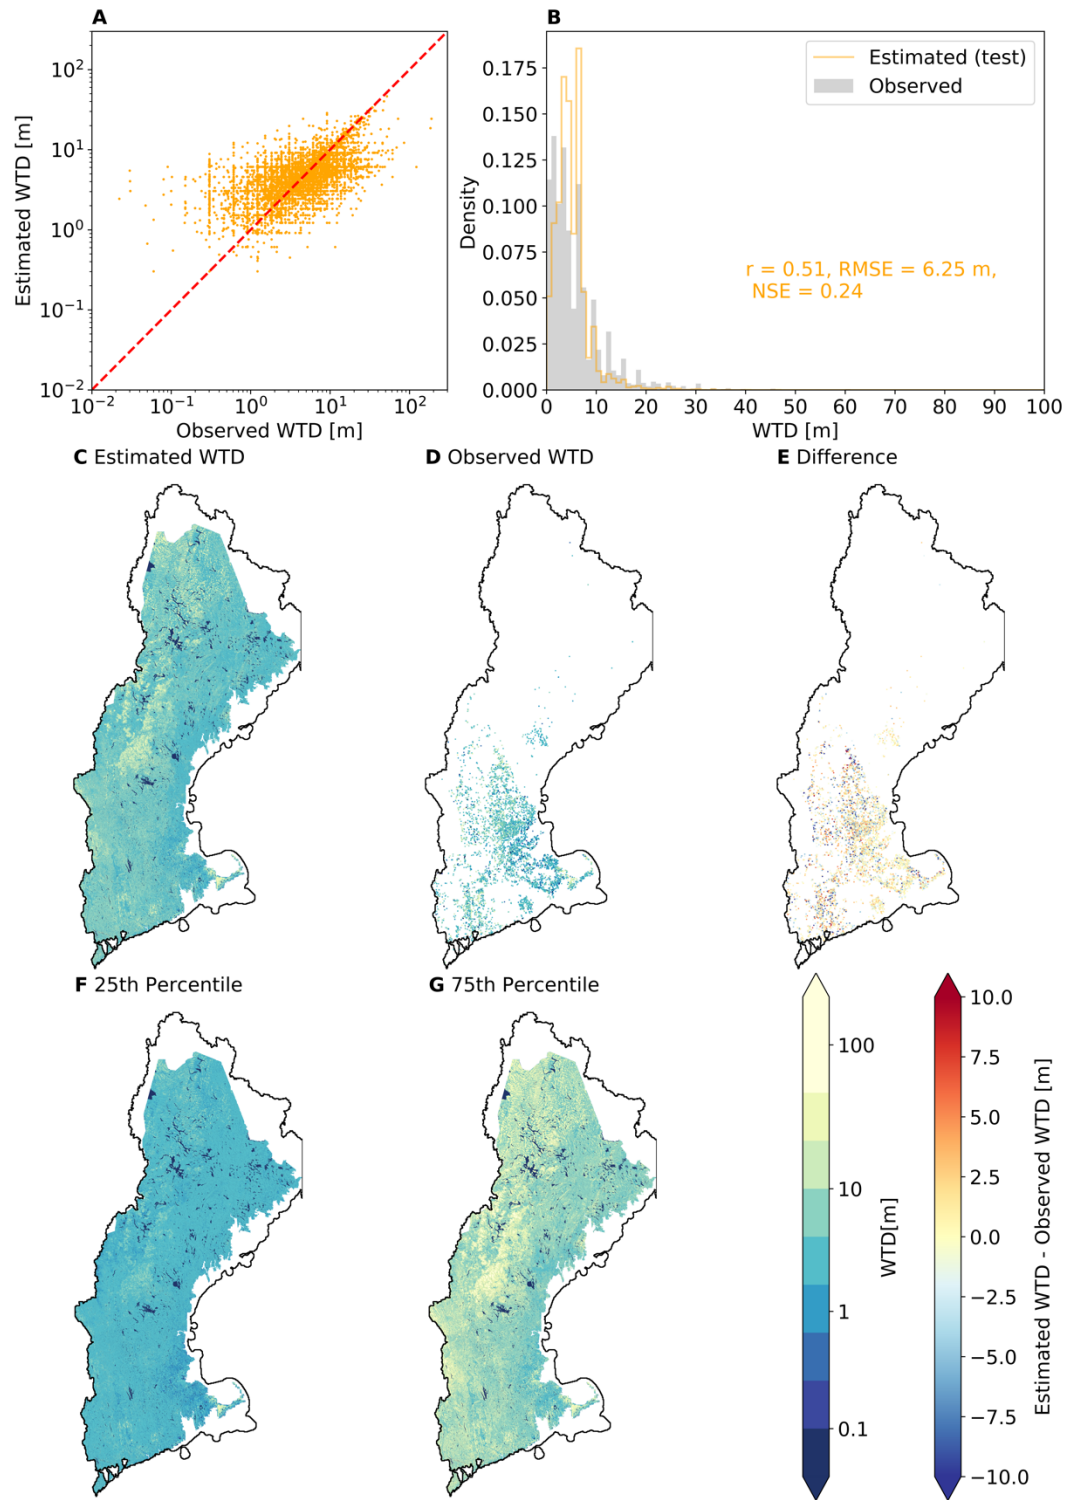 A
Estimated WTD [m]
10²
10¹
10⁰
10⁻¹
10⁻²
10⁻² 10⁻¹ 10⁰ 10¹ 10²
Observed WTD [m]
B
Density
0.175
0.150
0.125
0.100
0.075
0.050
0.025
0.000
Estimated (test)
Observed
r = 0.51, RMSE = 6.25 m,
NSE = 0.24
0 10 20 30 40 50 60 70 80 90 100
WTD [m]
C Estimated WTD
D Observed WTD
E Difference
F 25th Percentile
G 75th Percentile
100
10
1
0.1
WTD[m]
10.0
7.5
5.0
2.5
0.0
−2.5
−5.0
−7.5
−10.0
Estimated WTD - Observed WTD [m]